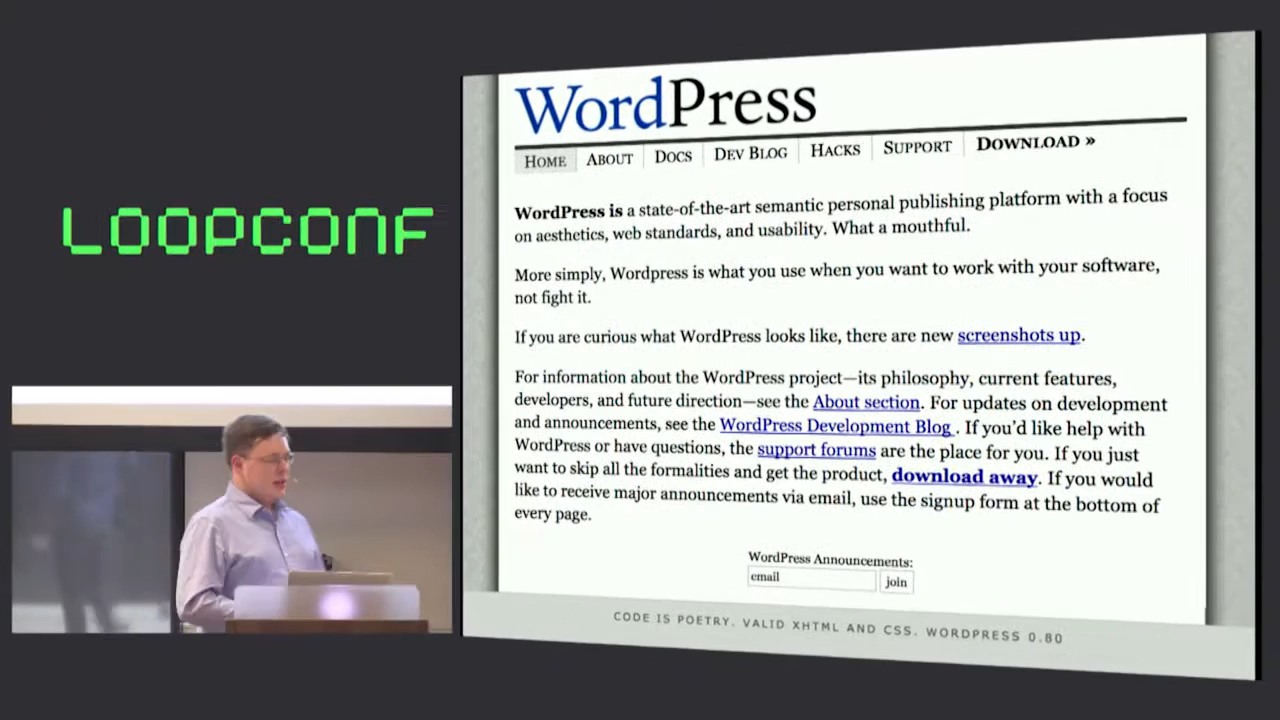 LOOPCONF
WordPress
HOME ABOUT DOCS DEV BLOG HACKS SUPPORT DOWNLOAD »
WordPress is a state-of-the-art semantic personal publishing platform with a focus
on aesthetics, web standards, and usability. What a mouthful.
More simply, Wordpress is what you use when you want to work with your software,
not fight it.
If you are curious what WordPress looks like, there are new screenshots up.
For information about the WordPress project—its philosophy, current features,
developers, and future direction—see the About section. For updates on development
and announcements, see the WordPress Development Blog . If you'd like help with
WordPress or have questions, the support forums are the place for you. If you just
want to skip all the formalities and get the product, download away. If you would
like to receive major announcements via email, use the signup form at the bottom of
every page.
WordPress Announcements:
email join
CODE IS POETRY. VALID XHTML AND CSS. WORDPRESS 0.80